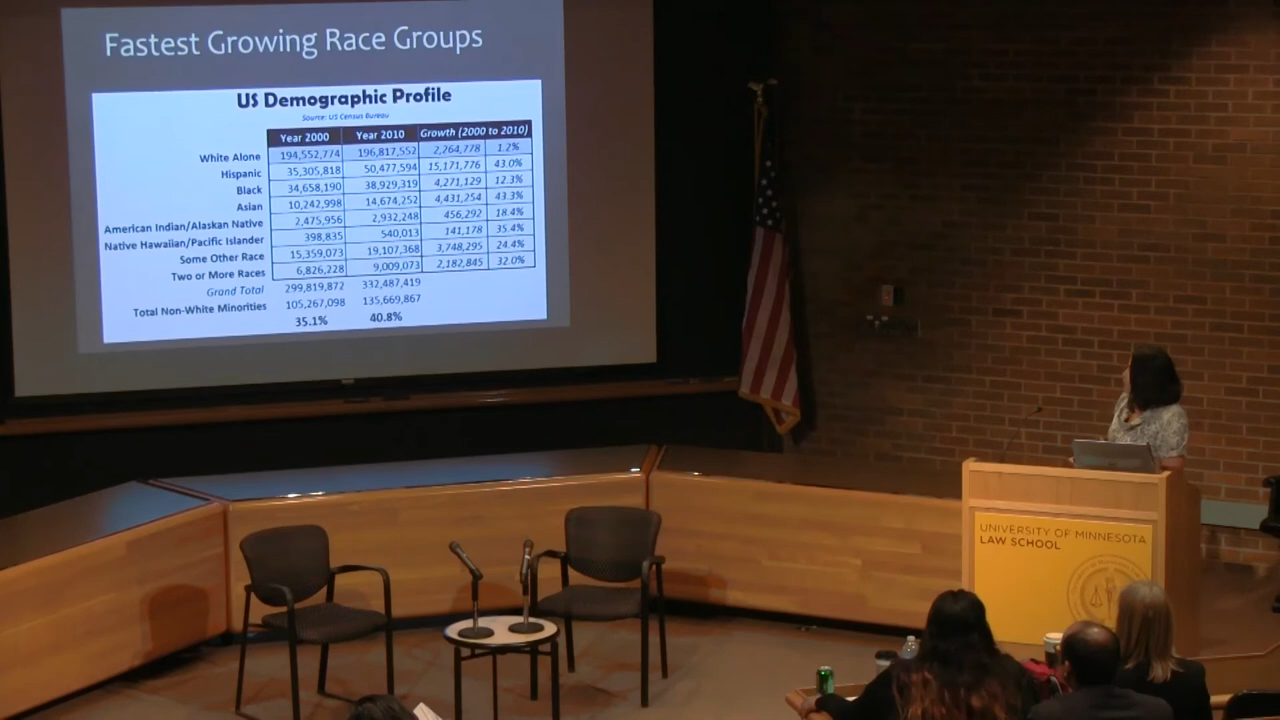 Fastest Growing Race Groups
US Demographic Profile
Source: US Census Bureau
Year 2000 Year 2010 Growth (2000 to 2010)
White Alone 194,552,774 196,817,552 2,264,778 1.2%
Hispanic 35,305,818 50,477,594 15,171,776 43.0%
Black 34,658,190 38,929,319 4,271,129 12.3%
Asian 10,242,998 14,674,252 4,431,254 43.3%
American Indian/Alaskan Native 2,475,956 2,932,248 456,292 18.4%
Native Hawaiian/Pacific Islander 398,835 540,013 141,178 35.4%
Some Other Race 15,359,073 19,107,368 3,748,295 24.4%
Two or More Races 6,826,228 9,009,073 2,182,845 32.0%
Grand Total 299,819,872 332,487,419
Total Non-White Minorities 105,267,098 135,669,867
35.1% 40.8%
UNIVERSITY OF MINNESOTA
LAW SCHOOL